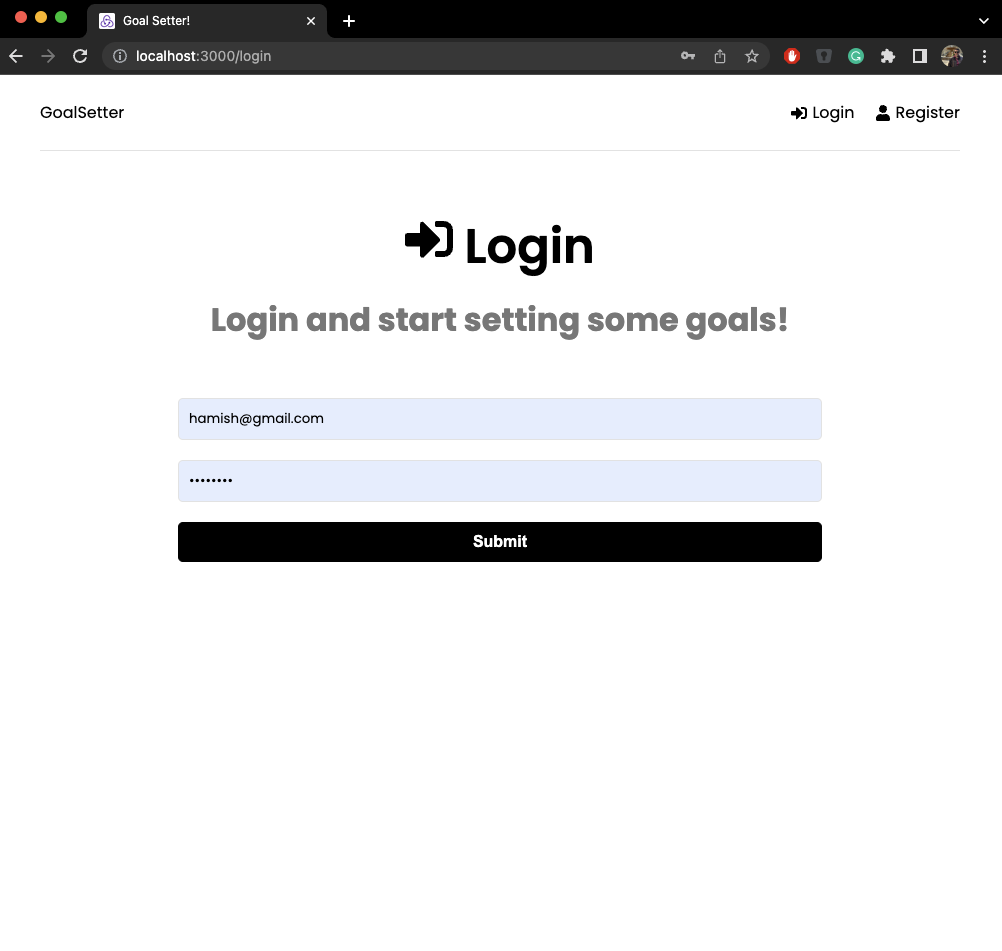 Goal Setter!
localhost:3000/login
GoalSetter
Login
Register
Login
Login and start setting some goals!
hamish@gmail.com
••••••••
Submit